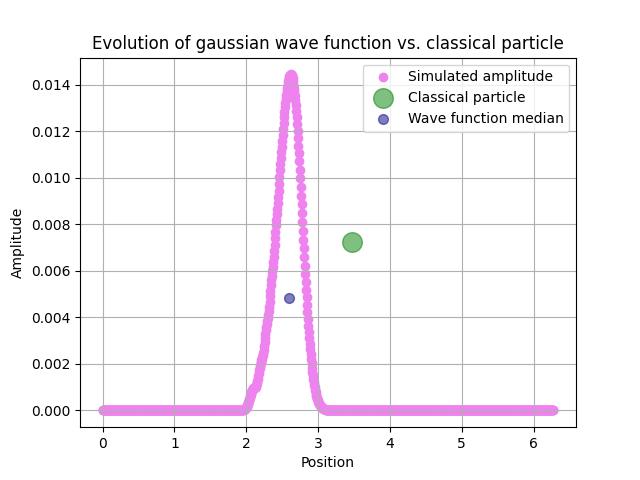 Evolution of gaussian wave function vs. classical particle
Simulated amplitude
Classical particle
Wave function median
Amplitude
0.014
0.012
0.010
0.008
0.006
0.004
0.002
0.000
0 1 2 3 4 5 6
Position